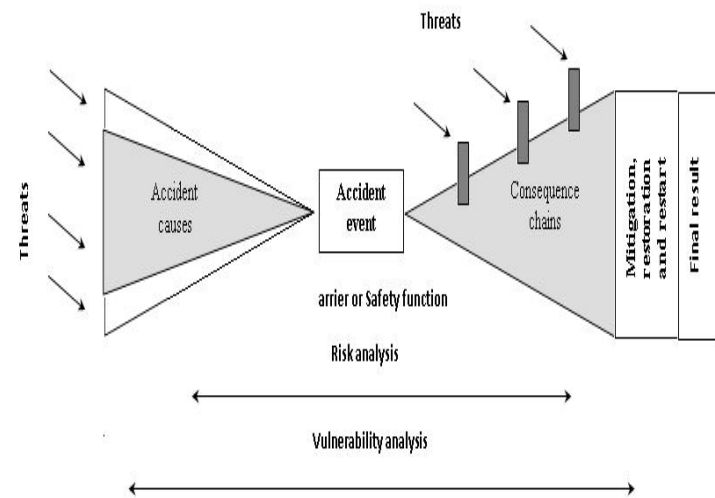 Threats
Threats
Accident
causes
Accident
event
Consequence
chains
Mitigation,
restoration
and restart
Final result
arrier or Safety function
Risk analysis
Vulnerability analysis